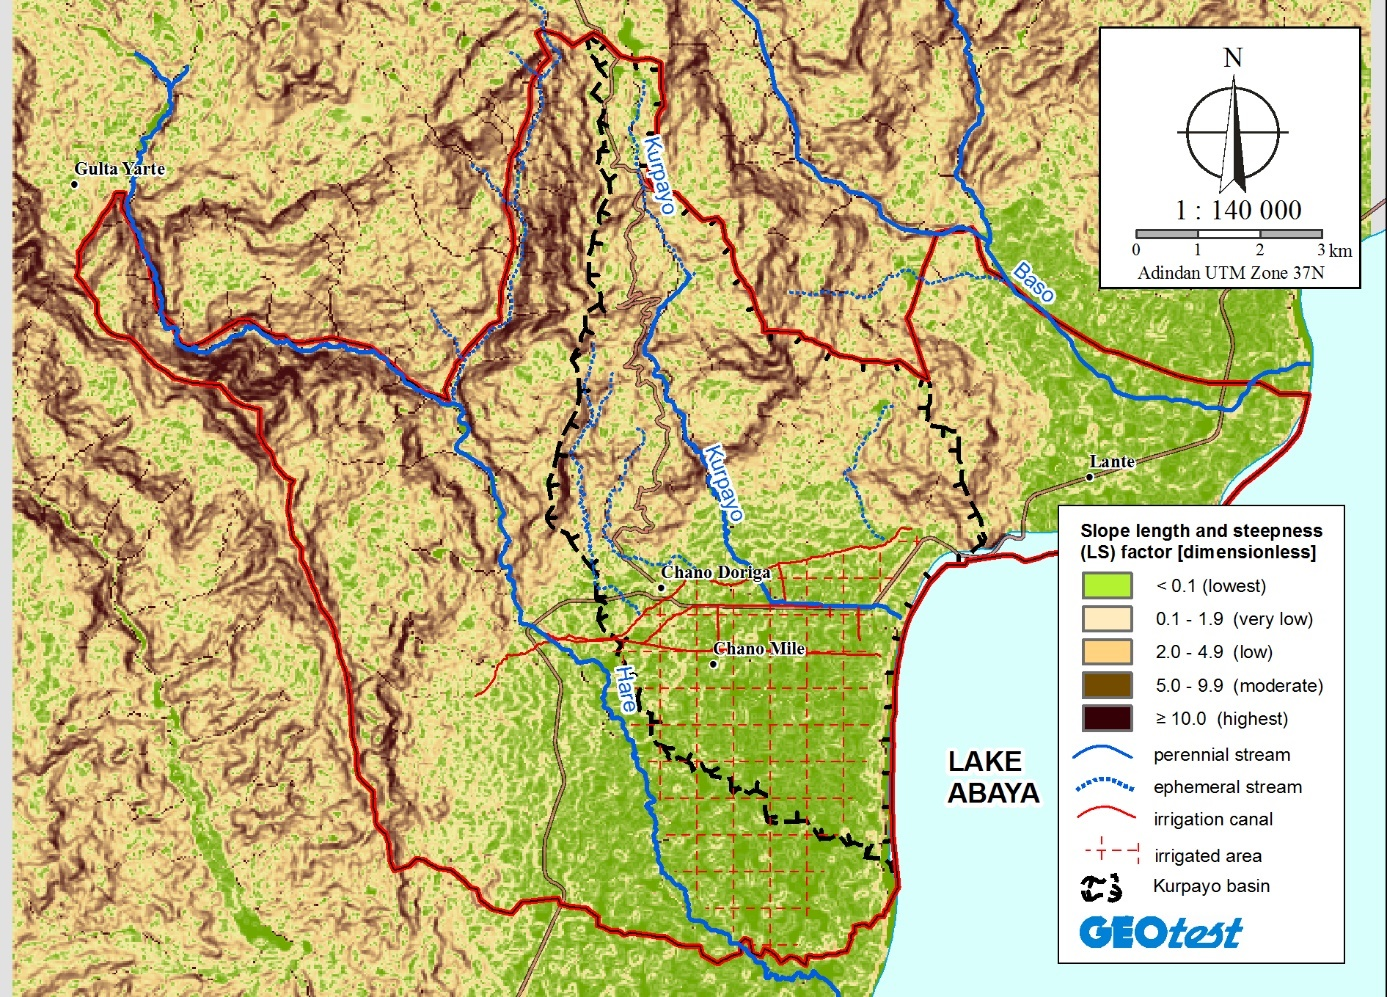 N
1 : 140 000
0 1 2 3 km
Adindan UTM Zone 37N
Gulta Yarte
Kurpayo
Baso
Kurpayo
Lante
Chano Doriga
Chano Mile
Hare
LAKE
ABAYA
Slope length and steepness
(LS) factor [dimensionless]
< 0.1 (lowest)
0.1 - 1.9 (very low)
2.0 - 4.9 (low)
5.0 - 9.9 (moderate)
≥ 10.0 (highest)
perennial stream
ephemeral stream
irrigation canal
irrigated area
Kurpayo basin
GEOtest